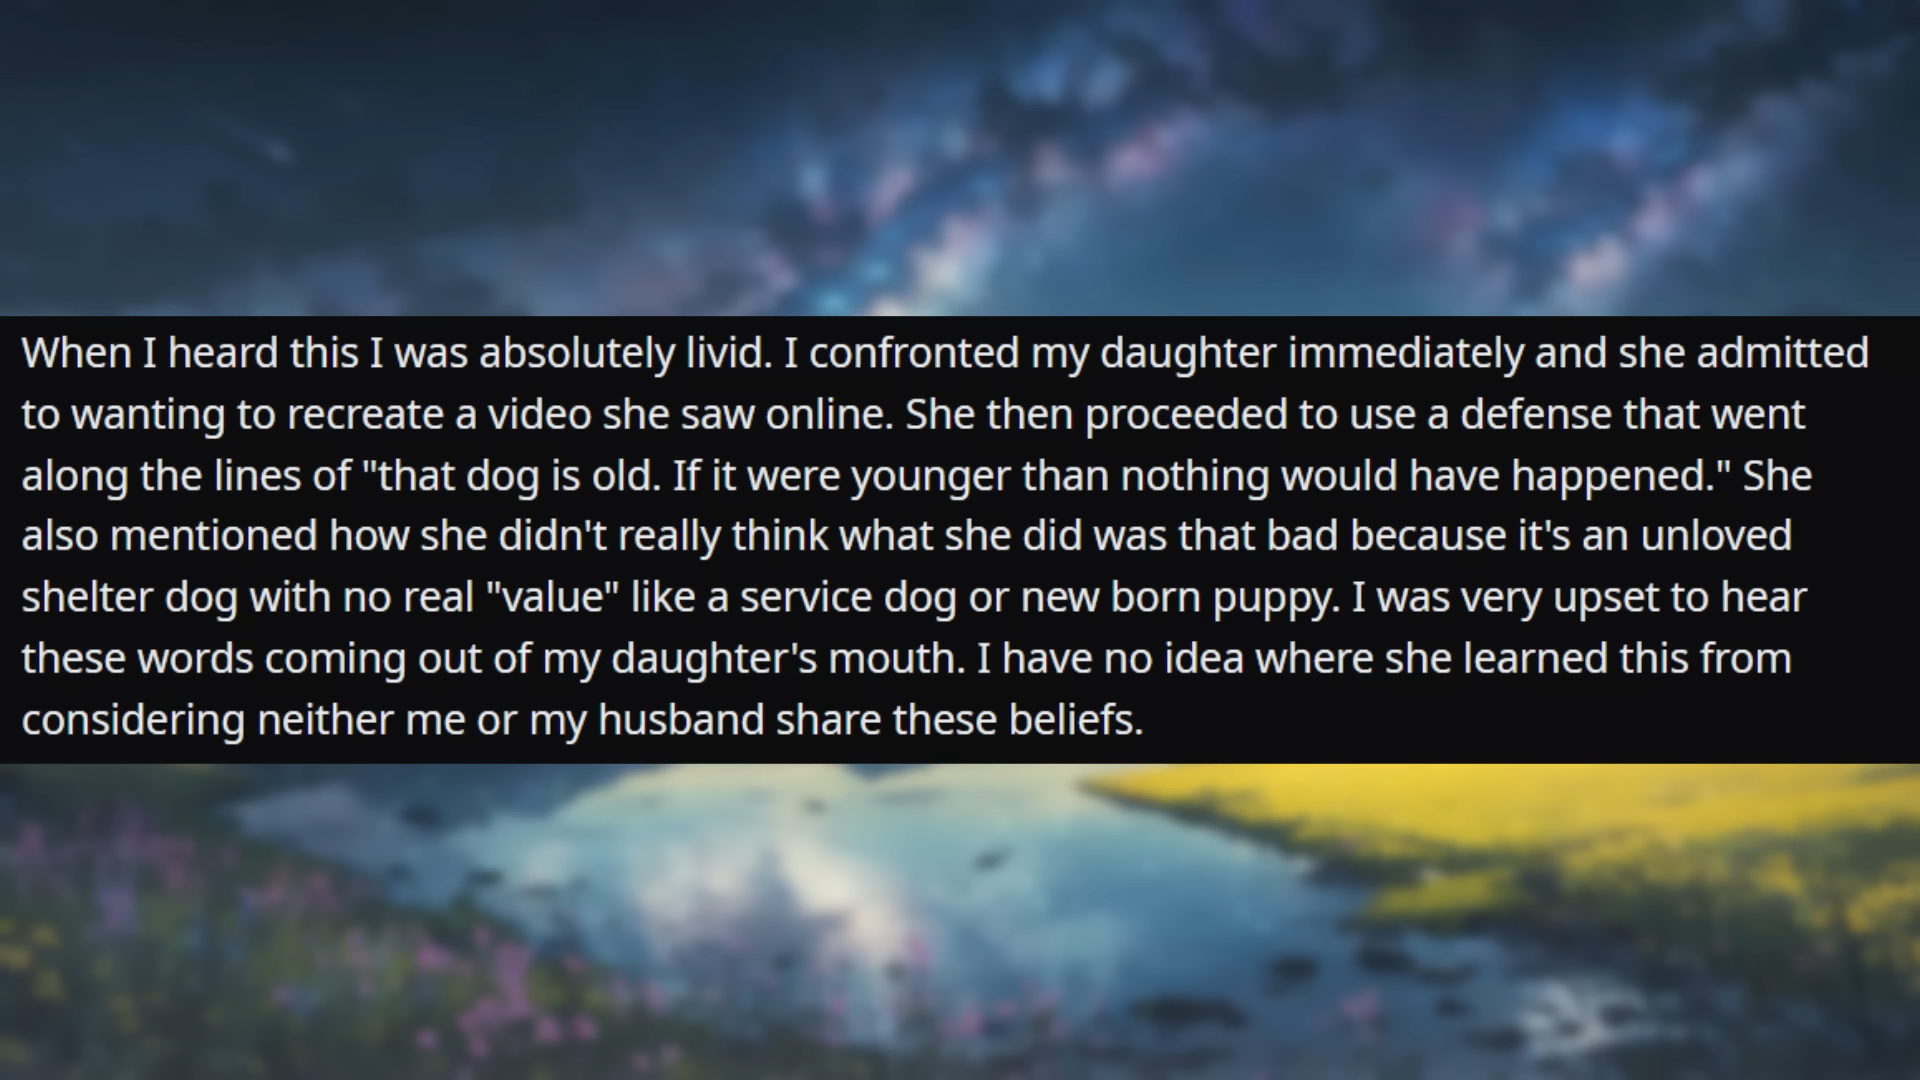 When I heard this I was absolutely livid. I confronted my daughter immediately and she admitted
to wanting to recreate a video she saw online. She then proceeded to use a defense that went
along the lines of "that dog is old. If it were younger than nothing would have happened." She
also mentioned how she didn't really think what she did was that bad because it's an unloved
shelter dog with no real "value" like a service dog or new born puppy. I was very upset to hear
these words coming out of my daughter's mouth. I have no idea where she learned this from
considering neither me or my husband share these beliefs.